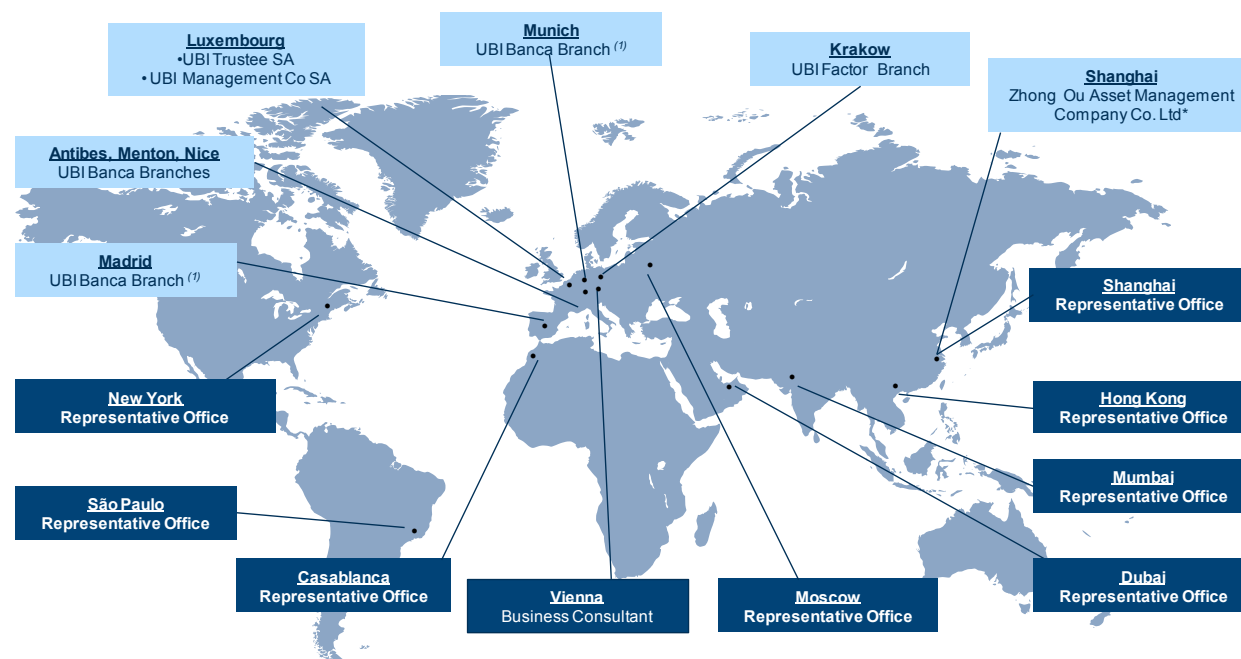 Luxembourg
•UBI Trustee SA
• UBI Management Co SA
Munich
UBI Banca Branch (1)
Krakow
UBI Factor Branch
Shanghai
Zhong Ou Asset Management
Company Co. Ltd*
Antibes, Menton, Nice
UBI Banca Branches
Madrid
UBI Banca Branch (1)
Shanghai
Representative Office
New York
Representative Office
Hong Kong
Representative Office
Mumbai
Representative Office
São Paulo
Representative Office
Casablanca
Representative Office
Vienna
Business Consultant
Moscow
Representative Office
Dubai
Representative Office